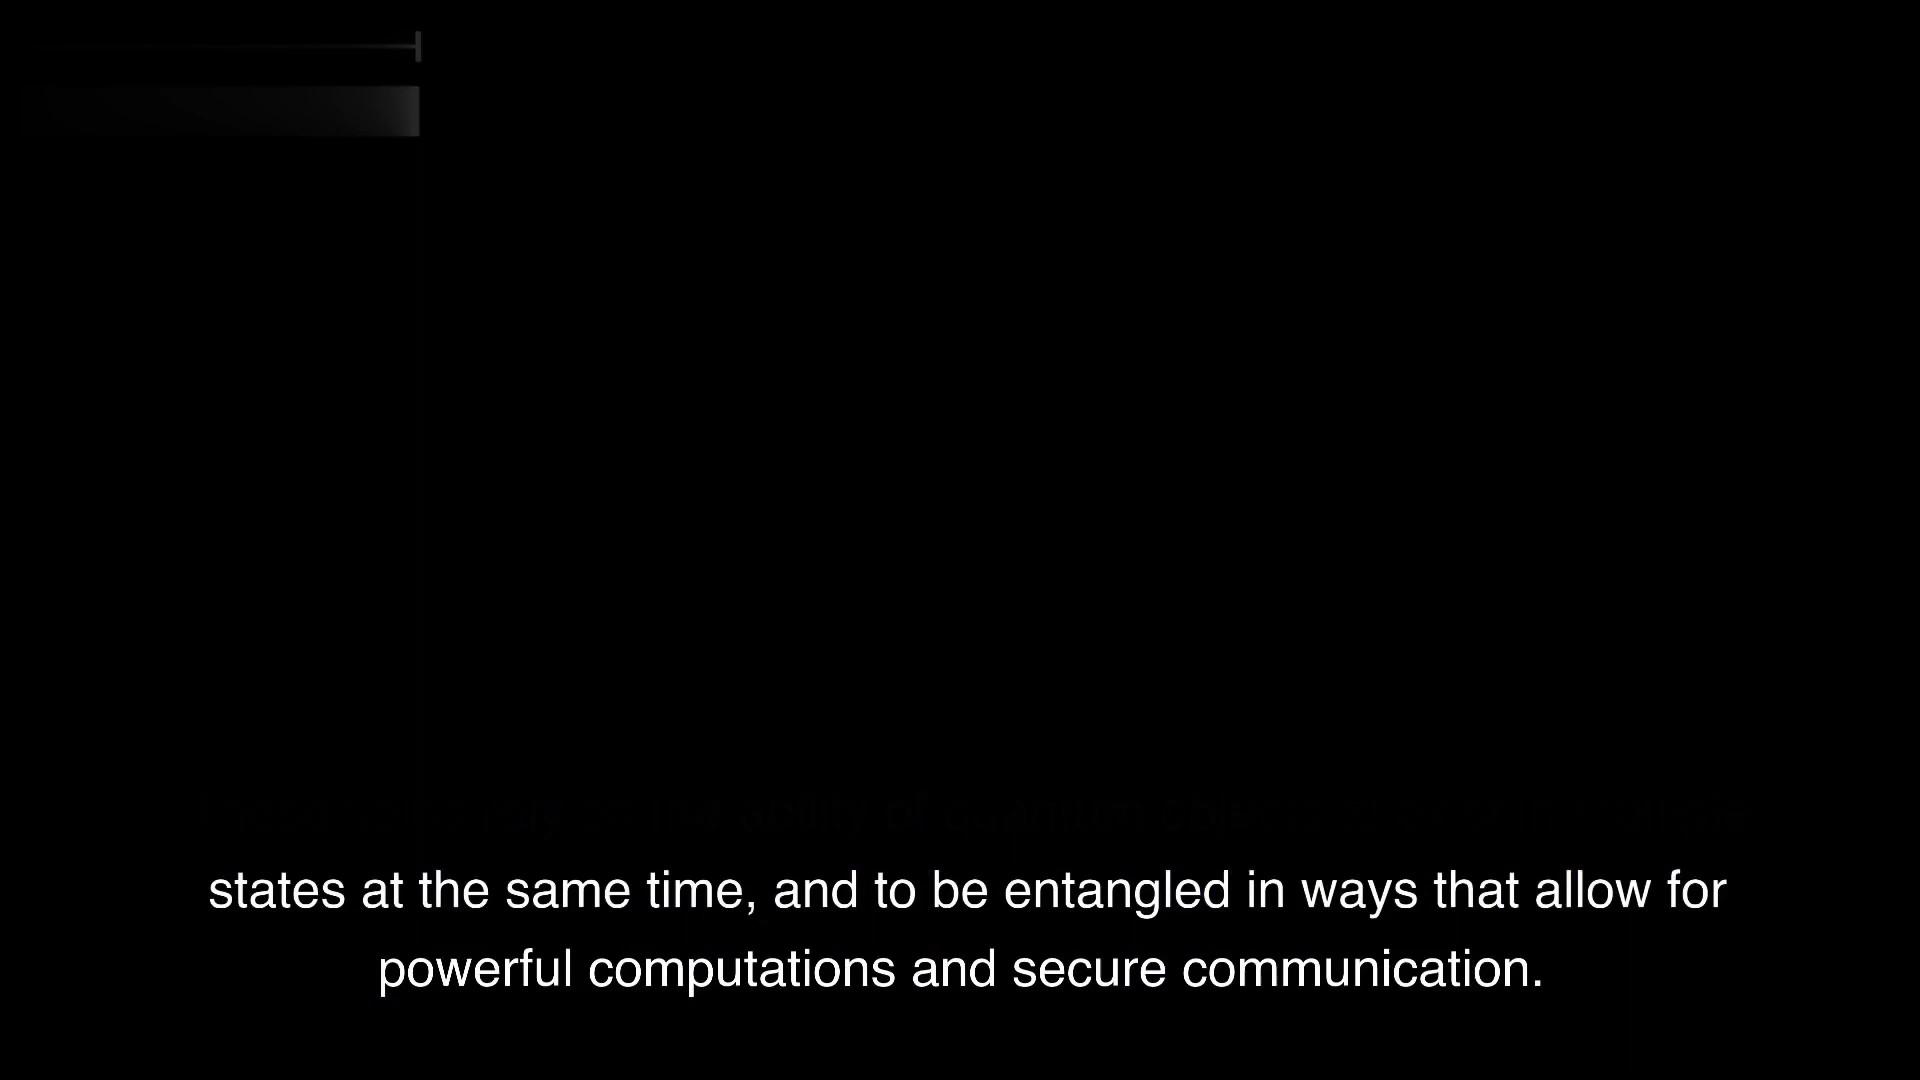 states at the same time, and to be entangled in ways that allow for
powerful computations and secure communication.